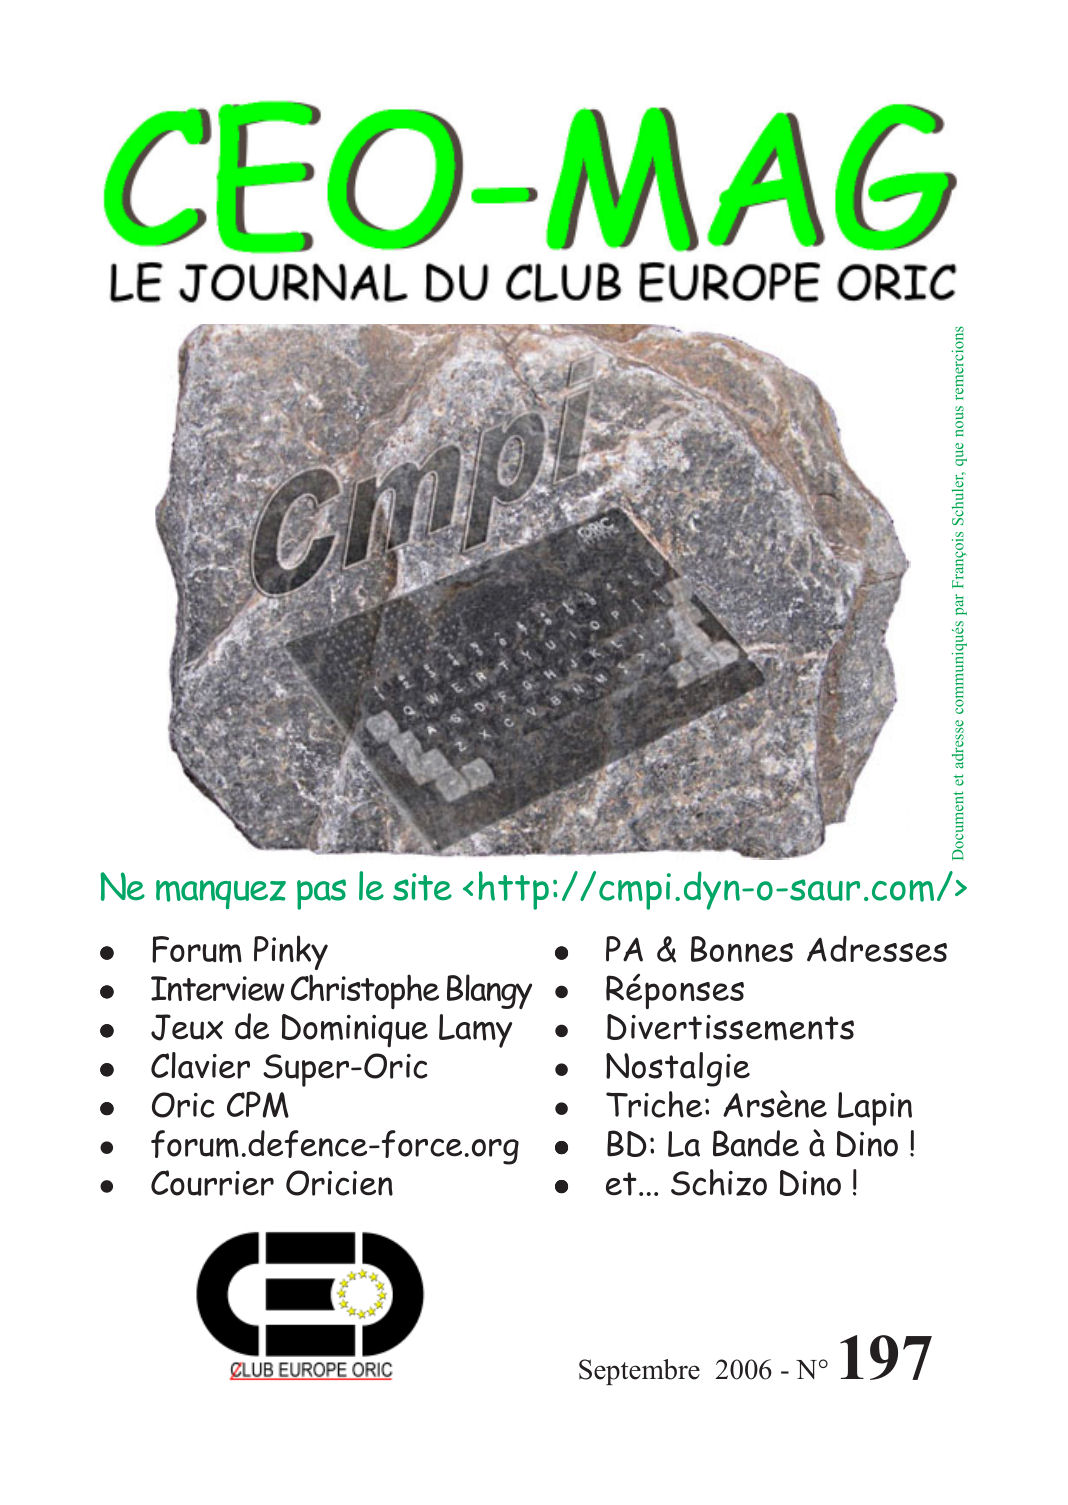 CEO-MAG
LE JOURNAL DU CLUB EUROPE ORIC
cmpi
ORIC
Q W E R T Y U I O P
A S D F G H J K L
Z X C V B N M
Document et adresse communiqués par François Schuler, que nous remercions
Ne manquez pas le site <http://cmpi.dyn-o-saur.com/>
● Forum Pinky
● Interview Christophe Blangy
● Jeux de Dominique Lamy
● Clavier Super-Oric
● Oric CPM
● forum.defence-force.org
● Courrier Oricien
● PA & Bonnes Adresses
● Réponses
● Divertissements
● Nostalgie
● Triche: Arsène Lapin
● BD: La Bande à Dino !
● et... Schizo Dino !
CEO
CLUB EUROPE ORIC
Septembre 2006 - N° 197